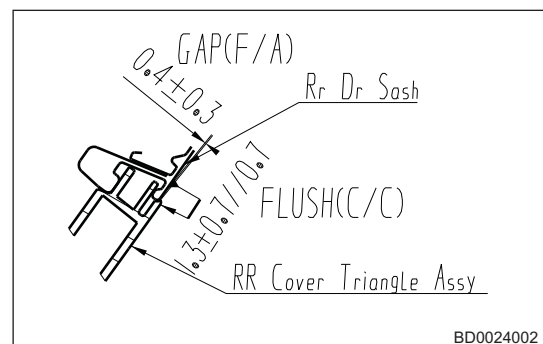 GAP(F/A)
0.4±0.3
Rr Dr Sash
1.3±0.7//0.7
FLUSH(C/C)
RR Cover Triangle Assy
BD0024002